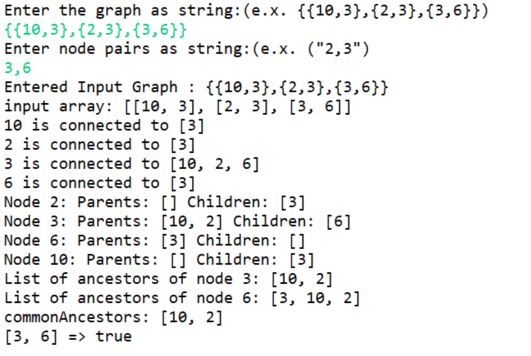 Enter the graph as string:(e.x. {{10,3},{2,3},{3,6}})
{{10,3},{2,3},{3,6}}
Enter node pairs as string:(e.x. ("2,3")
3,6
Entered Input Graph : {{10,3},{2,3},{3,6}}
input array: [[10, 3], [2, 3], [3, 6]]
10 is connected to [3]
2 is connected to [3]
3 is connected to [10, 2, 6]
6 is connected to [3]
Node 2: Parents: [] Children: [3]
Node 3: Parents: [10, 2] Children: [6]
Node 6: Parents: [3] Children: []
Node 10: Parents: [] Children: [3]
List of ancestors of node 3: [10, 2]
List of ancestors of node 6: [3, 10, 2]
commonAncestors: [10, 2]
[3, 6] => true